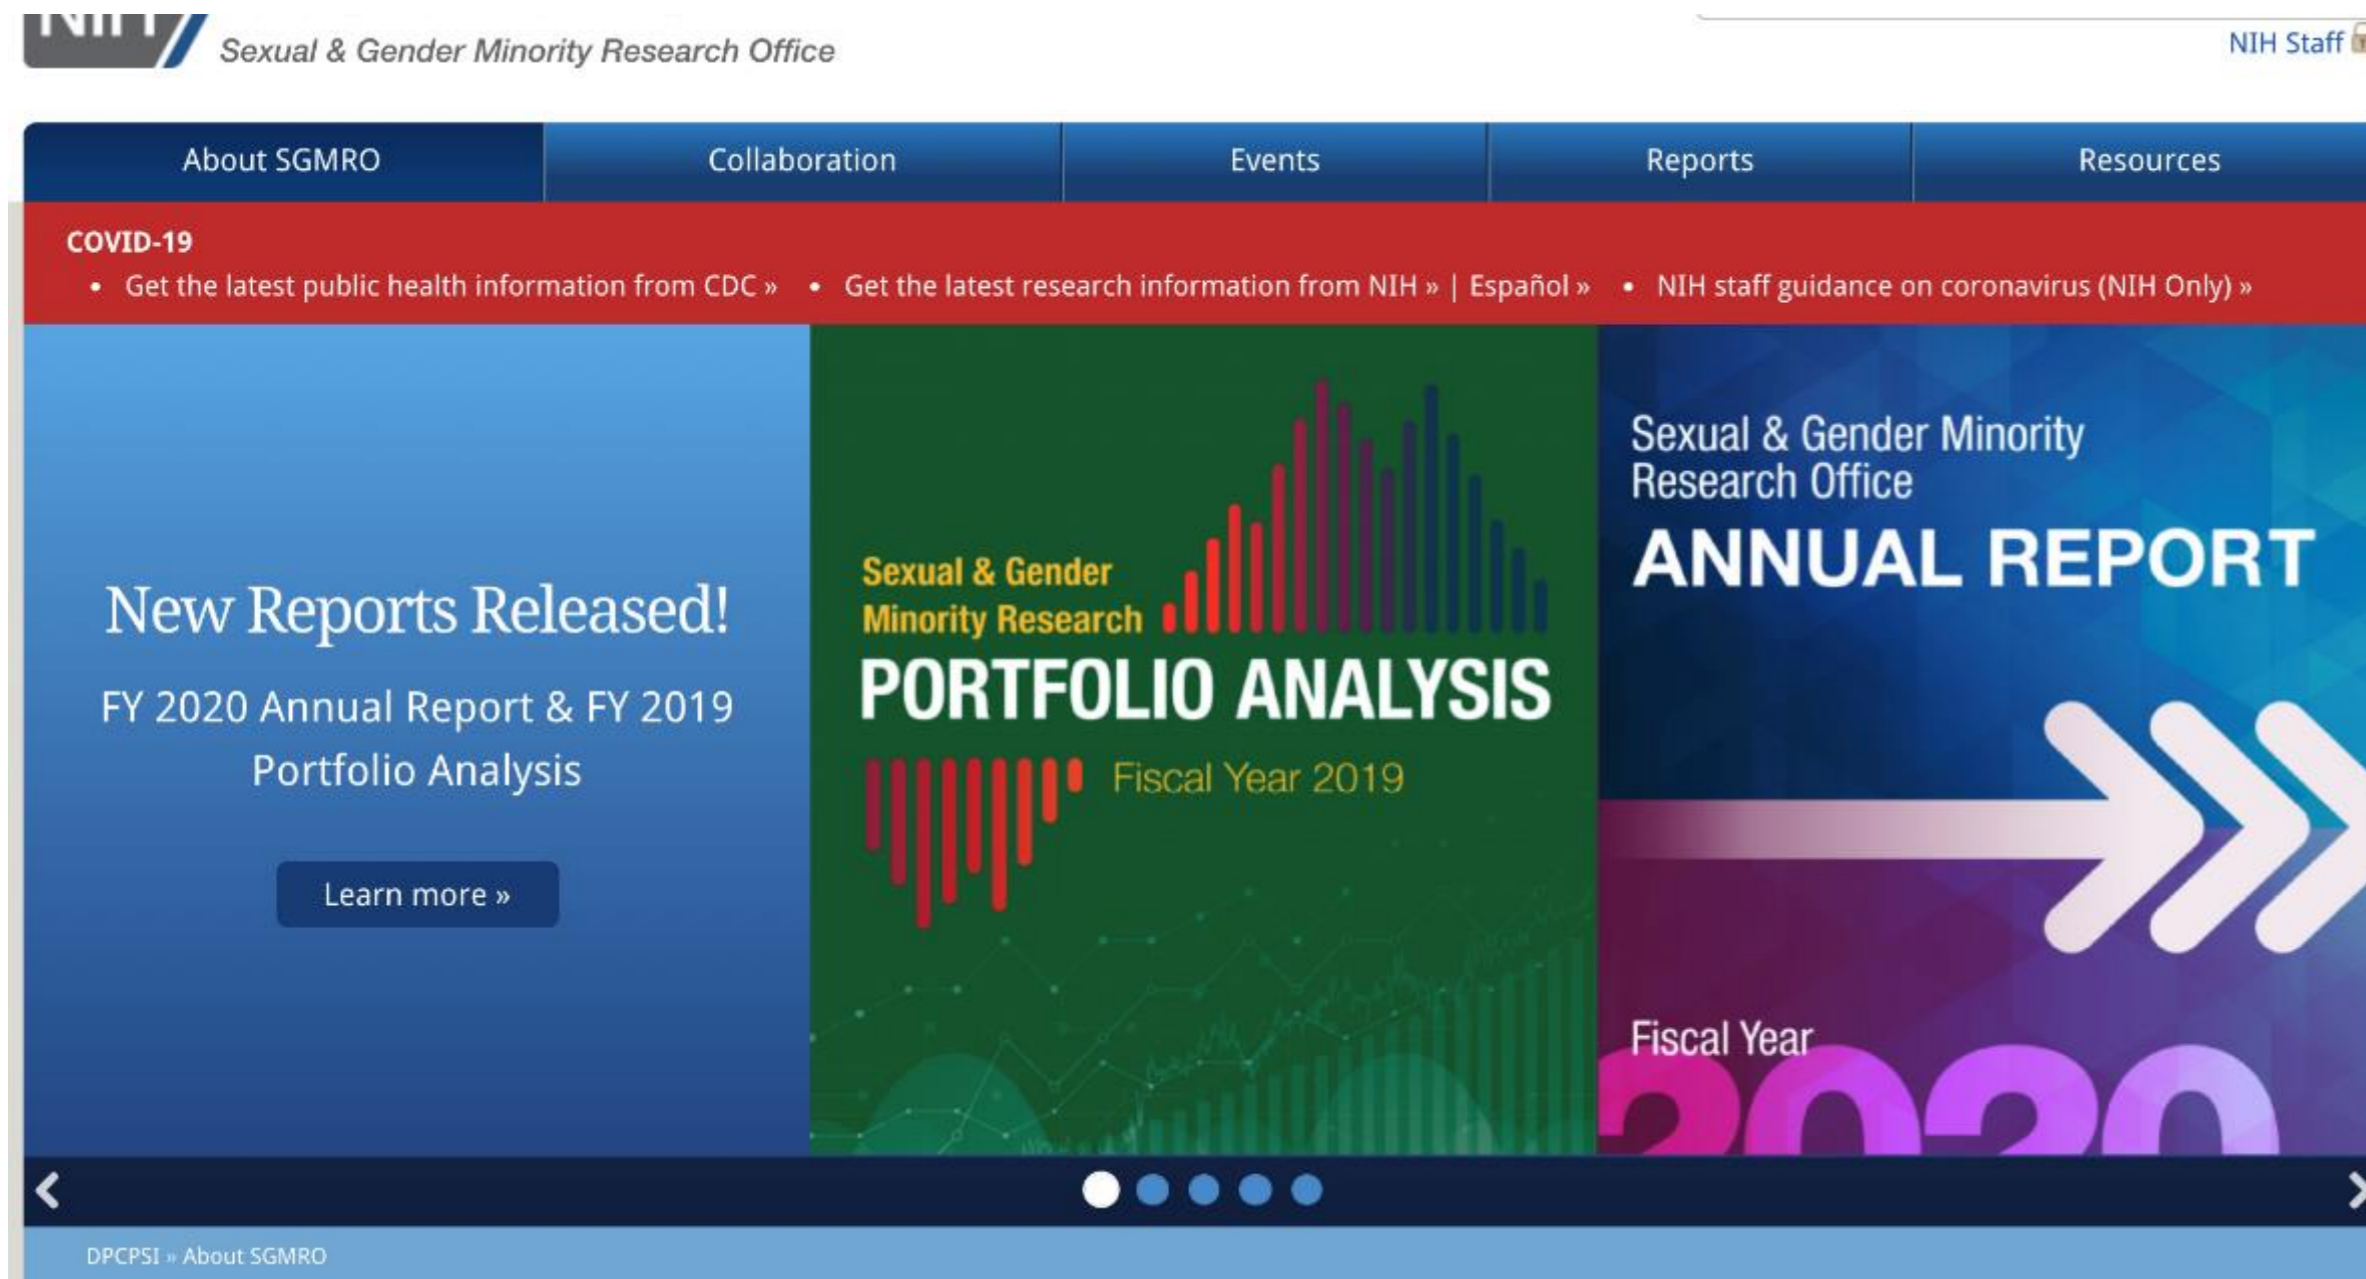 NIH
Sexual & Gender Minority Research Office
NIH Staff
About SGMRO
Collaboration
Events
Reports
Resources
COVID-19
• Get the latest public health information from CDC » • Get the latest research information from NIH » | Español » • NIH staff guidance on coronavirus (NIH Only) »
New Reports Released!
FY 2020 Annual Report & FY 2019
Portfolio Analysis
Learn more »
Sexual & Gender
Minority Research
PORTFOLIO ANALYSIS
Fiscal Year 2019
Sexual & Gender Minority
Research Office
ANNUAL REPORT
Fiscal Year
2020
DPCPSI » About SGMRO